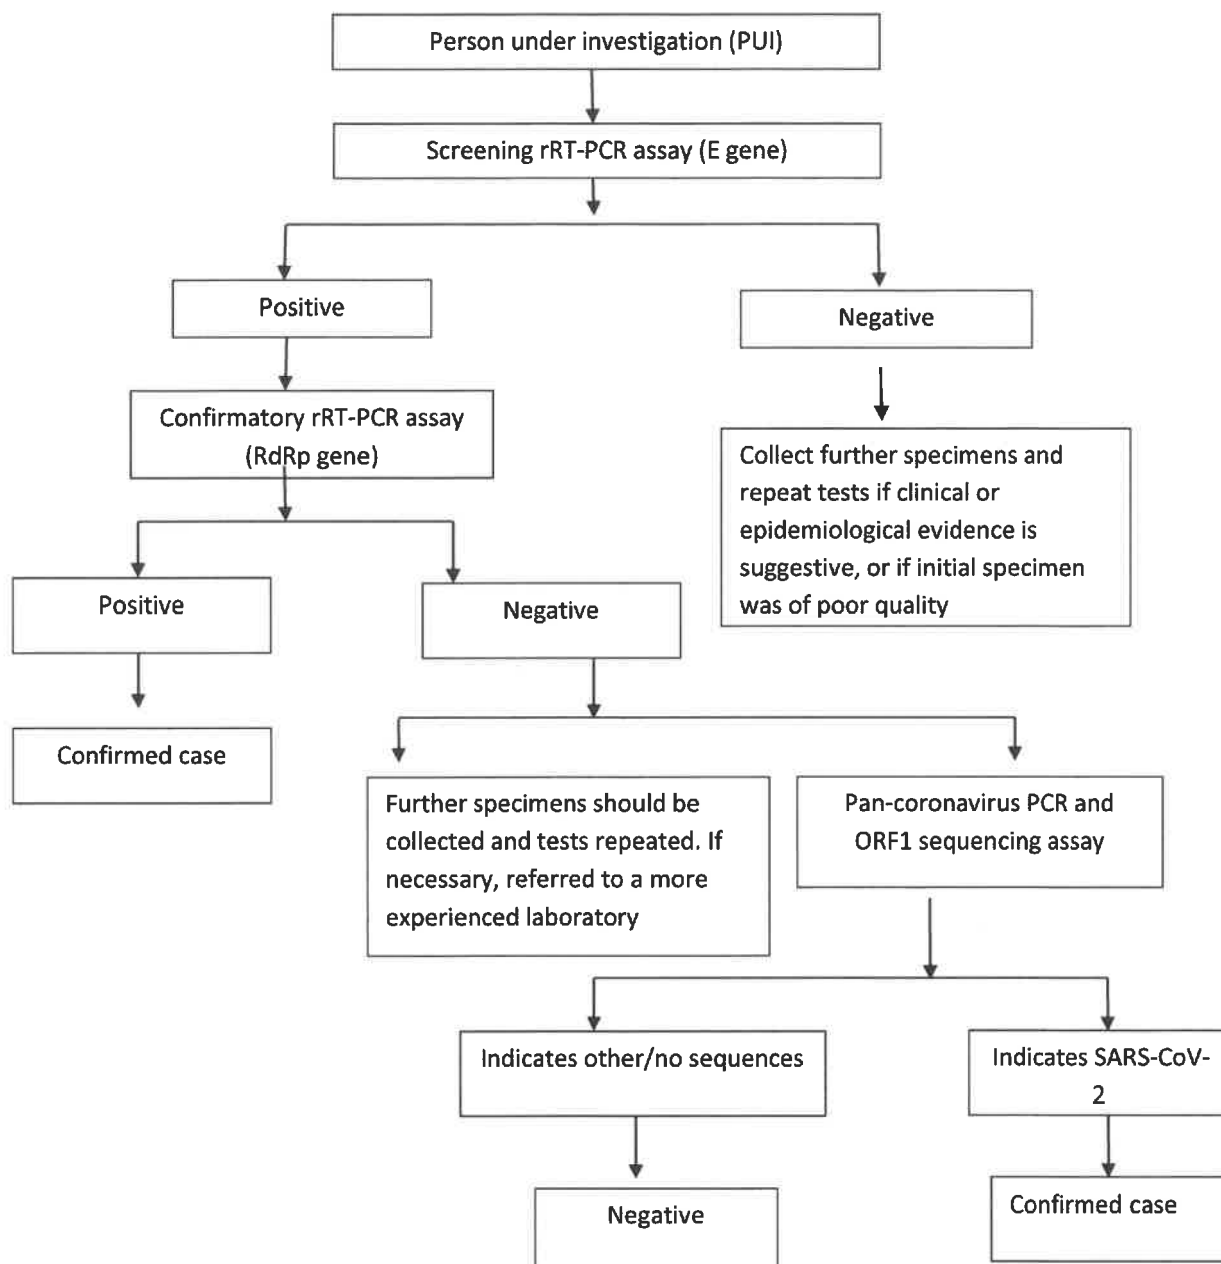 Person under investigation (PUI)
Screening rRT-PCR assay (E gene)
Positive
Negative
Confirmatory rRT-PCR assay
(RdRp gene)
Collect further specimens and
repeat tests if clinical or
epidemiological evidence is
suggestive, or if initial specimen
was of poor quality
Positive
Negative
Confirmed case
Further specimens should be
collected and tests repeated. If
necessary, referred to a more
experienced laboratory
Pan-coronavirus PCR and
ORF1 sequencing assay
Indicates other/no sequences
Indicates SARS-CoV-
2
Negative
Confirmed case